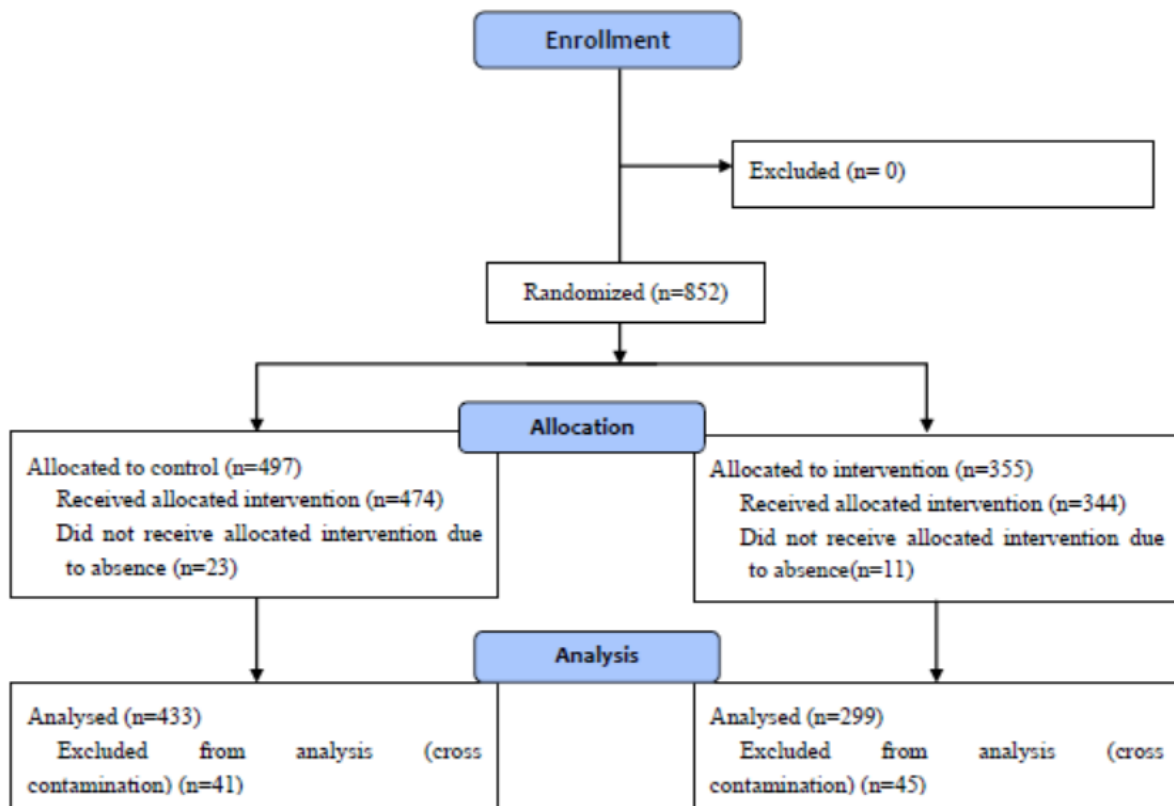 Enrollment
Excluded (n= 0)
Randomized (n=852)
Allocation
Allocated to control (n=497)
Received allocated intervention (n=474)
Did not receive allocated intervention due
to absence (n=23)
Allocated to intervention (n=355)
Received allocated intervention (n=344)
Did not receive allocated intervention due
to absence(n=11)
Analysis
Analysed (n=433)
Excluded from analysis (cross
contamination) (n=41)
Analysed (n=299)
Excluded from analysis (cross
contamination) (n=45)